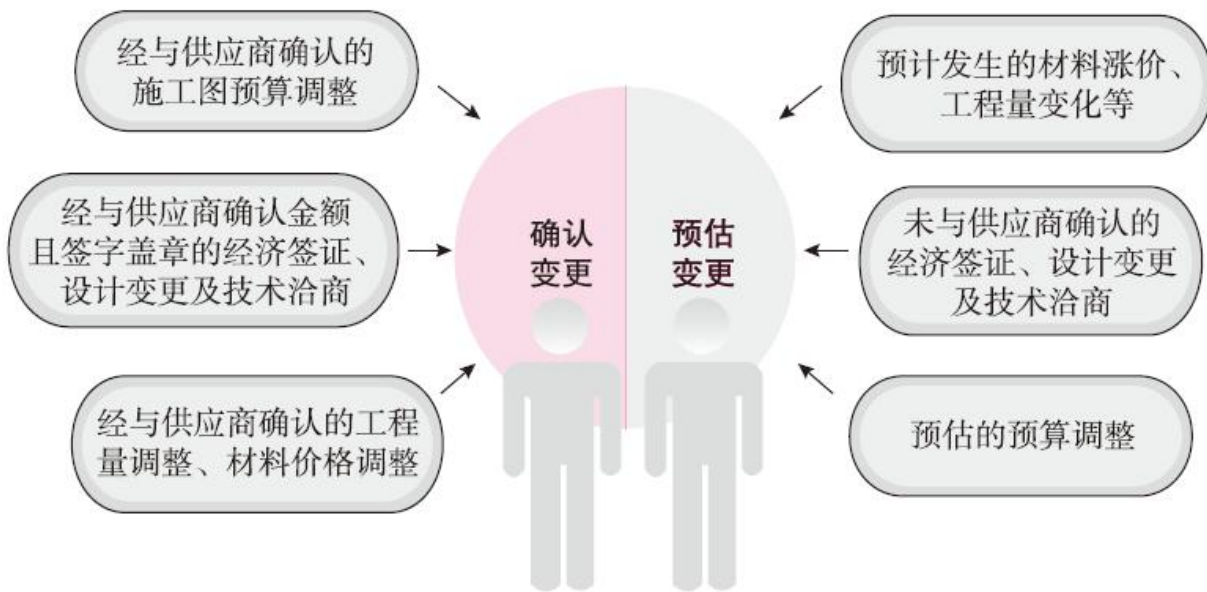 经与供应商确认的
施工图预算调整
经与供应商确认金额
且签字盖章的经济签证、
设计变更及技术洽商
经与供应商确认的工程
量调整、材料价格调整
确认
变更
预估
变更
预计发生的材料涨价、
工程量变化等
未与供应商确认的
经济签证、设计变更
及技术洽商
预估的预算调整